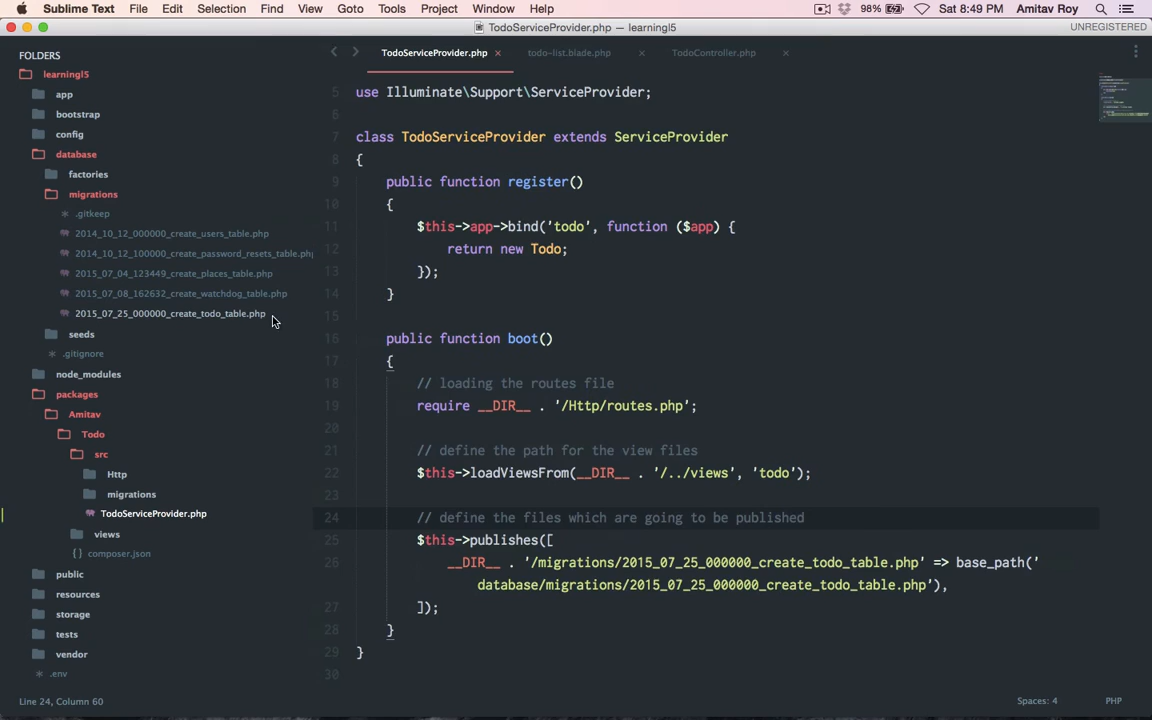 Sublime Text File Edit Selection Find View Goto Tools Project Window Help 98% Sat 8:49 PM Amitav Roy
TodoServiceProvider.php — learningl5 UNREGISTERED
FOLDERS
learningl5
app
bootstrap
config
database
factories
migrations
.gitkeep
2014_10_12_000000_create_users_table.php
2014_10_12_100000_create_password_resets_table.php
2015_07_04_123449_create_places_table.php
2015_07_08_162632_create_watchdog_table.php
2015_07_25_000000_create_todo_table.php
seeds
.gitignore
node_modules
packages
Amitav
Todo
src
Http
migrations
TodoServiceProvider.php
views
composer.json
public
resources
storage
tests
vendor
.env
TodoServiceProvider.php × todo-list.blade.php × TodoController.php ×
5 use Illuminate\Support\ServiceProvider;
6
7 class TodoServiceProvider extends ServiceProvider
8 {
9 public function register()
10 {
11 $this->app->bind('todo', function ($app) {
12 return new Todo;
13 });
14 }
15
16 public function boot()
17 {
18 // loading the routes file
19 require __DIR__ . '/Http/routes.php';
20
21 // define the path for the view files
22 $this->loadViewsFrom(__DIR__ . '/../views', 'todo');
23
24 // define the files which are going to be published
25 $this->publishes([
26 __DIR__ . '/migrations/2015_07_25_000000_create_todo_table.php' => base_path('
database/migrations/2015_07_25_000000_create_todo_table.php'),
27 ]);
28 }
29 }
30
Line 24, Column 60 Spaces: 4 PHP